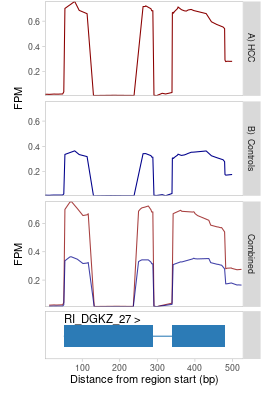 0.6
0.4
0.2
FPM
A) HCC
0.6
0.4
0.2
B) Controls
0.6
0.4
0.2
FPM
Combined
RI_DGKZ_27 >
100 200 300 400 500
Distance from region start (bp)